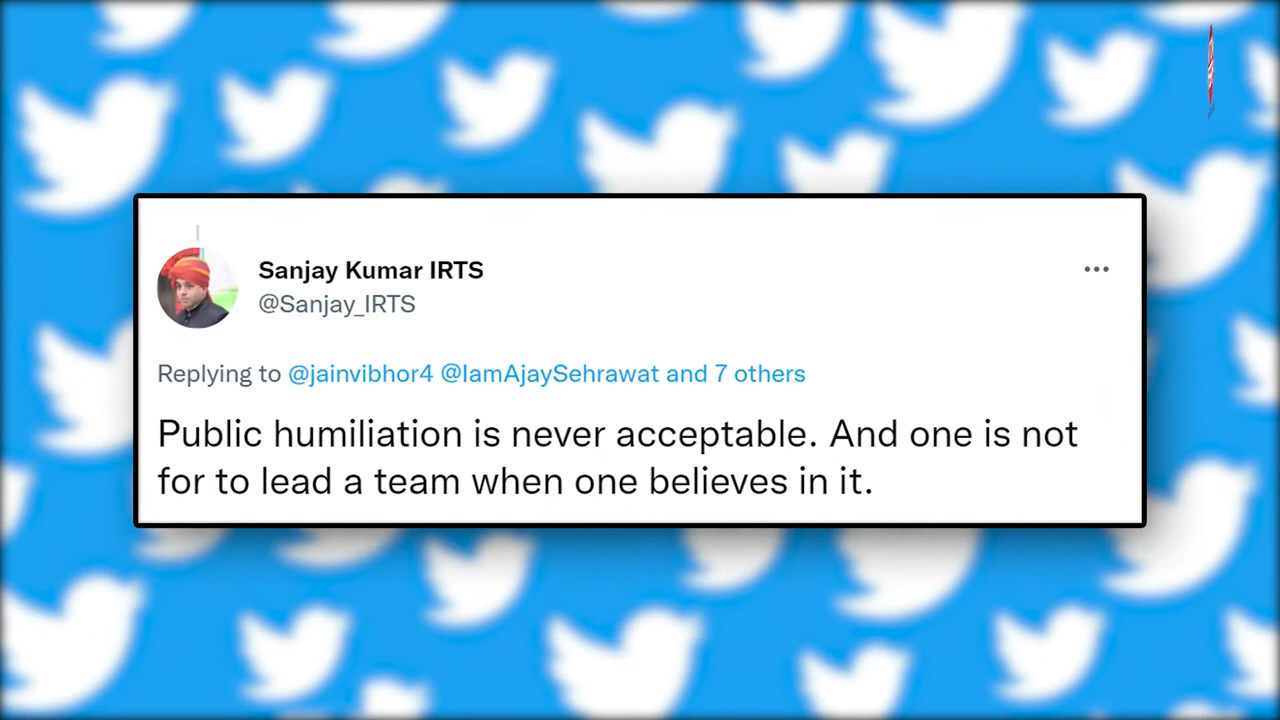 Sanjay Kumar IRTS
@Sanjay_IRTS
Replying to @jainvibhor4 @IamAjaySehrawat and 7 others
Public humiliation is never acceptable. And one is not
for to lead a team when one believes in it.